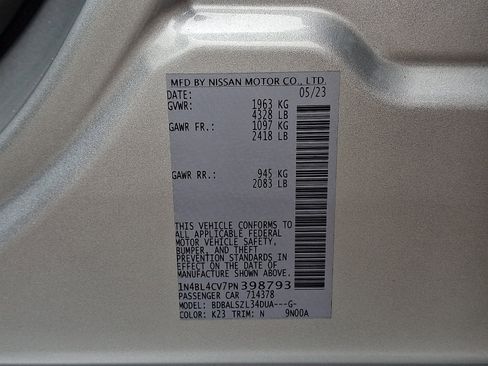 MFD BY NISSAN MOTOR CO., LTD.
DATE: 05/23
GVWR: 1963 KG
4328 LB
GAWR FR.: 1097 KG
2418 LB
GAWR RR.: 945 KG
2083 LB
THIS VEHICLE CONFORMS TO
ALL APPLICABLE FEDERAL
MOTOR VEHICLE SAFETY,
BUMPER, AND THEFT
PREVENTION STANDARDS IN
EFFECT ON THE DATE OF
MANUFACTURE SHOWN ABOVE.
1N4BL4CV7PN398793
PASSENGER CAR 714378
MODEL: BDBALSZL34DUA---G-
COLOR: K23 TRIM: N 9N00A